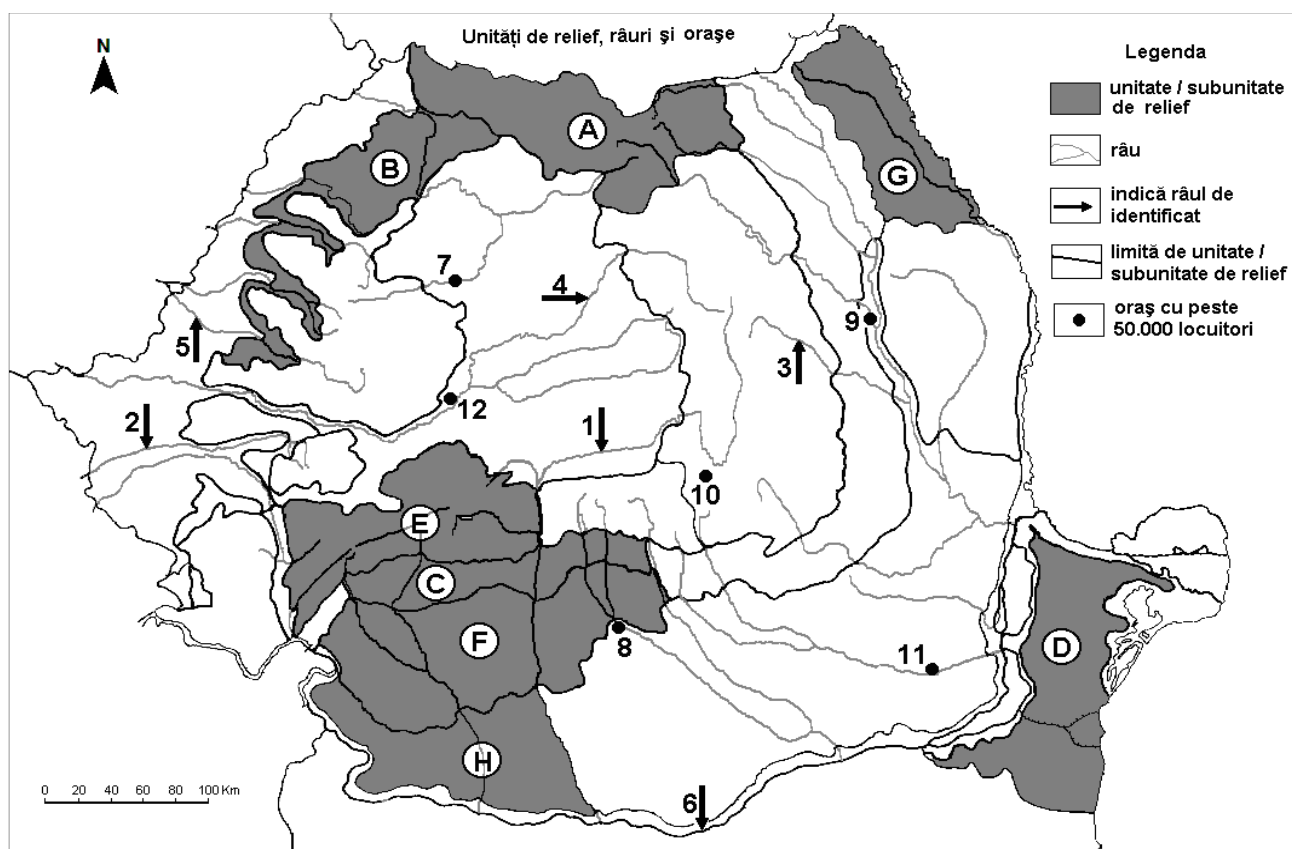 Unități de relief, râuri și orașe
N
Legenda
unitate / subunitate
de relief
râu
indică râul de
identificat
limită de unitate /
subunitate de relief
oraș cu peste
50.000 locuitori
A
B
G
7
4
9
5
3
12
2
1
10
E
C
F
8
11
D
H
6
0 20 40 60 80 100 Km